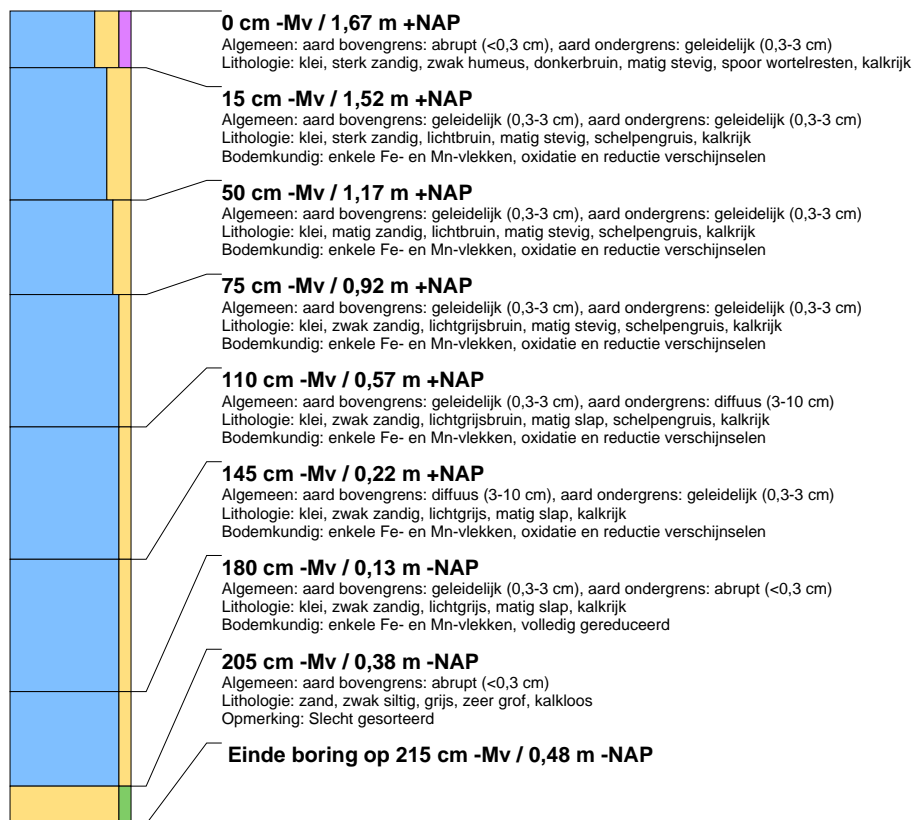 0 cm -Mv / 1,67 m +NAP
Algemeen: aard bovengrens: abrupt (<0,3 cm), aard ondergrens: geleidelijk (0,3-3 cm)
Lithologie: klei, sterk zandig, zwak humeus, donkerbruin, matig stevig, spoor wortelresten, kalkrijk
15 cm -Mv / 1,52 m +NAP
Algemeen: aard bovengrens: geleidelijk (0,3-3 cm), aard ondergrens: geleidelijk (0,3-3 cm)
Lithologie: klei, sterk zandig, lichtbruin, matig stevig, schelpengruis, kalkrijk
Bodemkundig: enkele Fe- en Mn-vlekken, oxidatie en reductie verschijnselen
50 cm -Mv / 1,17 m +NAP
Algemeen: aard bovengrens: geleidelijk (0,3-3 cm), aard ondergrens: geleidelijk (0,3-3 cm)
Lithologie: klei, matig zandig, lichtbruin, matig stevig, schelpengruis, kalkrijk
Bodemkundig: enkele Fe- en Mn-vlekken, oxidatie en reductie verschijnselen
75 cm -Mv / 0,92 m +NAP
Algemeen: aard bovengrens: geleidelijk (0,3-3 cm), aard ondergrens: geleidelijk (0,3-3 cm)
Lithologie: klei, zwak zandig, lichtgrijsbruin, matig stevig, schelpengruis, kalkrijk
Bodemkundig: enkele Fe- en Mn-vlekken, oxidatie en reductie verschijnselen
110 cm -Mv / 0,57 m +NAP
Algemeen: aard bovengrens: geleidelijk (0,3-3 cm), aard ondergrens: diffuus (3-10 cm)
Lithologie: klei, zwak zandig, lichtgrijsbruin, matig slap, schelpengruis, kalkrijk
Bodemkundig: enkele Fe- en Mn-vlekken, oxidatie en reductie verschijnselen
145 cm -Mv / 0,22 m +NAP
Algemeen: aard bovengrens: diffuus (3-10 cm), aard ondergrens: geleidelijk (0,3-3 cm)
Lithologie: klei, zwak zandig, lichtgrijs, matig slap, kalkrijk
Bodemkundig: enkele Fe- en Mn-vlekken, oxidatie en reductie verschijnselen
180 cm -Mv / 0,13 m -NAP
Algemeen: aard bovengrens: geleidelijk (0,3-3 cm), aard ondergrens: abrupt (<0,3 cm)
Lithologie: klei, zwak zandig, lichtgrijs, matig slap, kalkrijk
Bodemkundig: enkele Fe- en Mn-vlekken, volledig gereduceerd
205 cm -Mv / 0,38 m -NAP
Algemeen: aard bovengrens: abrupt (<0,3 cm)
Lithologie: zand, zwak siltig, grijs, zeer grof, kalkloos
Opmerking: Slecht gesorteerd
Einde boring op 215 cm -Mv / 0,48 m -NAP